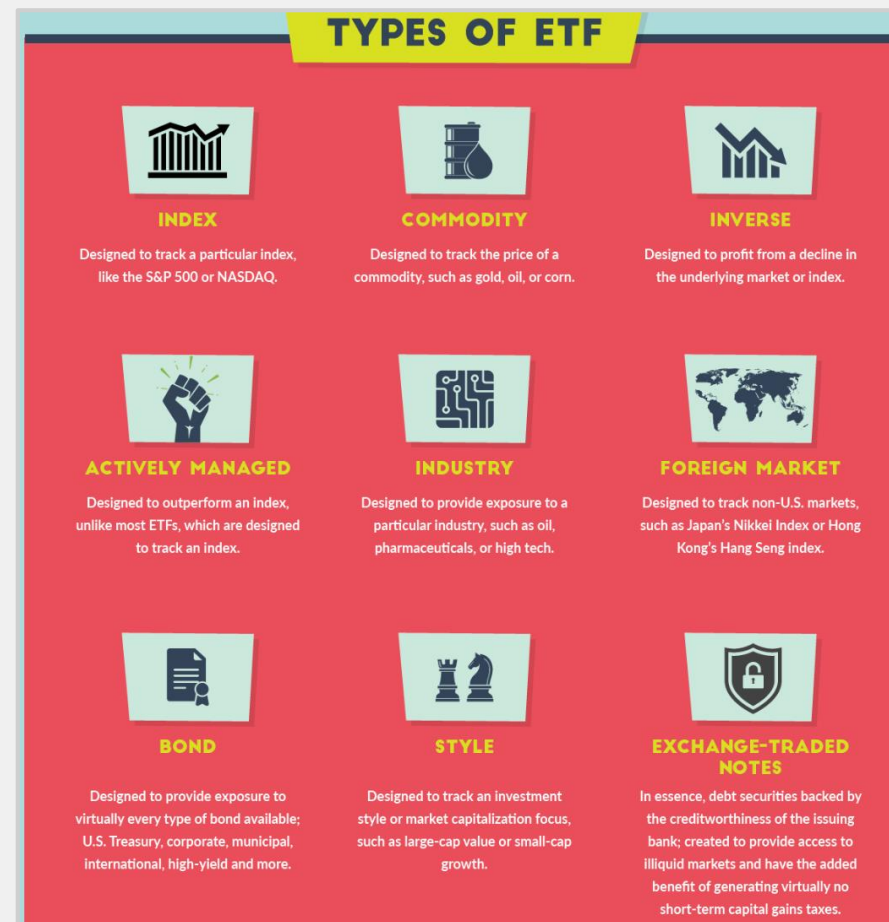 TYPES OF ETF
INDEX
Designed to track a particular index,
like the S&P 500 or NASDAQ.
COMMODITY
Designed to track the price of a
commodity, such as gold, oil, or corn.
INVERSE
Designed to profit from a decline in
the underlying market or index.
ACTIVELY MANAGED
Designed to outperform an index,
unlike most ETFs, which are designed
to track an index.
INDUSTRY
Designed to provide exposure to a
particular industry, such as oil,
pharmaceuticals, or high tech.
FOREIGN MARKET
Designed to track non-U.S. markets,
such as Japan's Nikkei Index or Hong
Kong's Hang Seng index.
BOND
Designed to provide exposure to
virtually every type of bond available;
U.S. Treasury, corporate, municipal,
international, high-yield and more.
STYLE
Designed to track an investment
style or market capitalization focus,
such as large-cap value or small-cap
growth.
EXCHANGE-TRADED
NOTES
In essence, debt securities backed by
the creditworthiness of the issuing
bank; created to provide access to
illiquid markets and have the added
benefit of generating virtually no
short-term capital gains taxes.